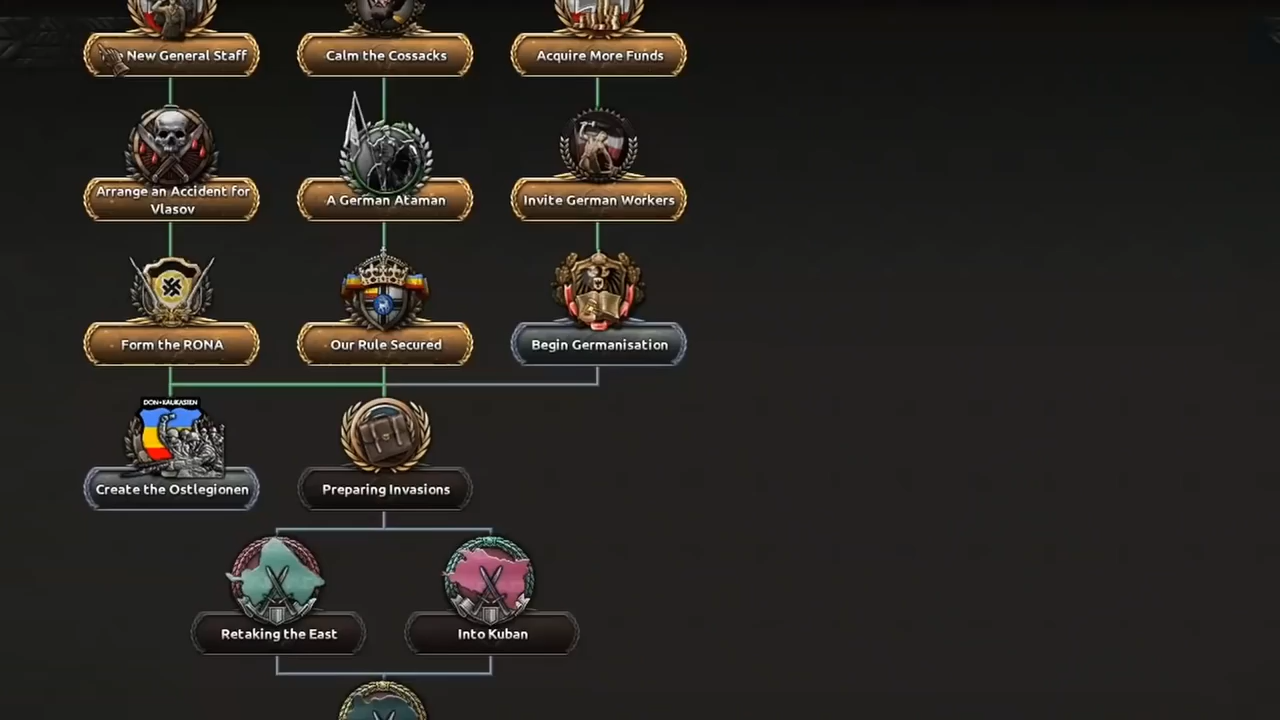 New General Staff
Calm the Cossacks
Acquire More Funds
Arrange an Accident for
Vlasov
A German Ataman
Invite German Workers
Form the RONA
Our Rule Secured
Begin Germanisation
DON-KAUKASIEN
Create the Ostlegionen
Preparing Invasions
Retaking the East
Into Kuban